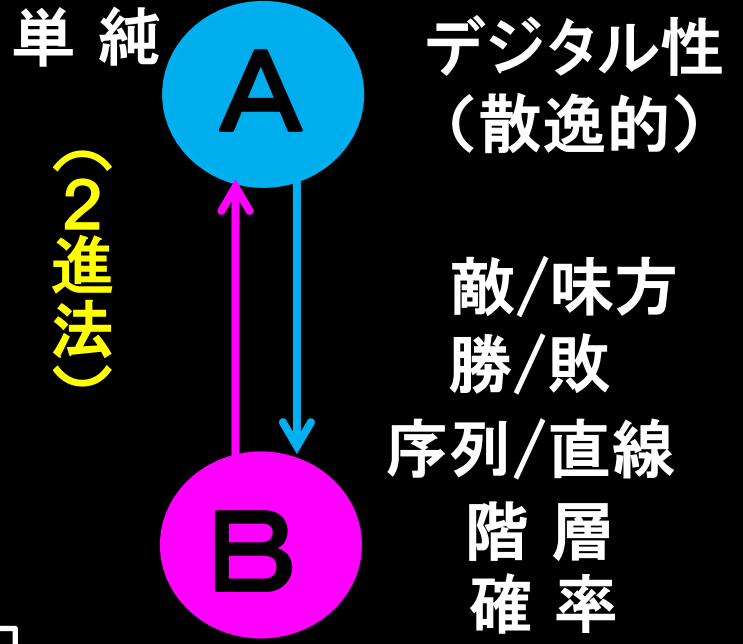 単 純
A
デジタル性
（散逸的）
（２進法）
敵/味方
勝/敗
序列/直線
階 層
確 率
B